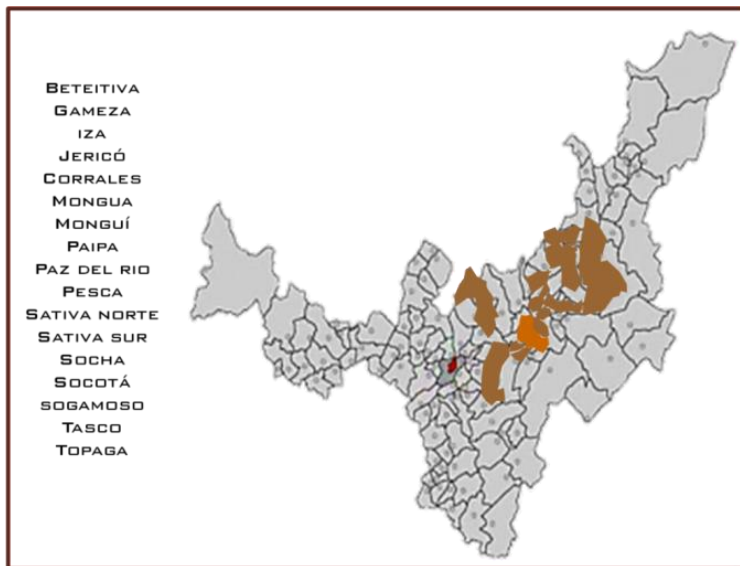 BETEITIVA
GAMEZA
IZA
JERICÓ
CORRALES
MONGUA
MONGUÍ
PAIPA
PAZ DEL RIO
PESCA
SATIVA NORTE
SATIVA SUR
SOCHA
SOCOTÁ
SOGAMOSO
TASCO
TOPAGA